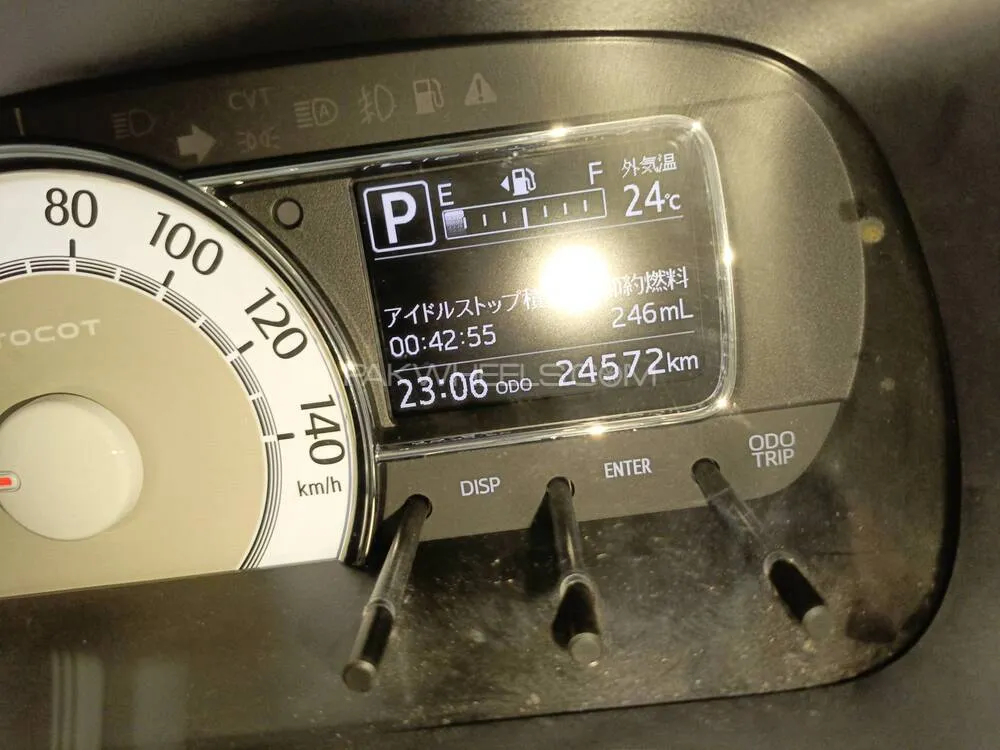 CVT
P
E
F
外気温
24℃
80
100
120
140
km/h
アイドルストップ積
約燃料
00:42:55
246mL
23:06 ODO 24572km
PAKWHEELS.COM
DISP
ENTER
ODO
TRIP